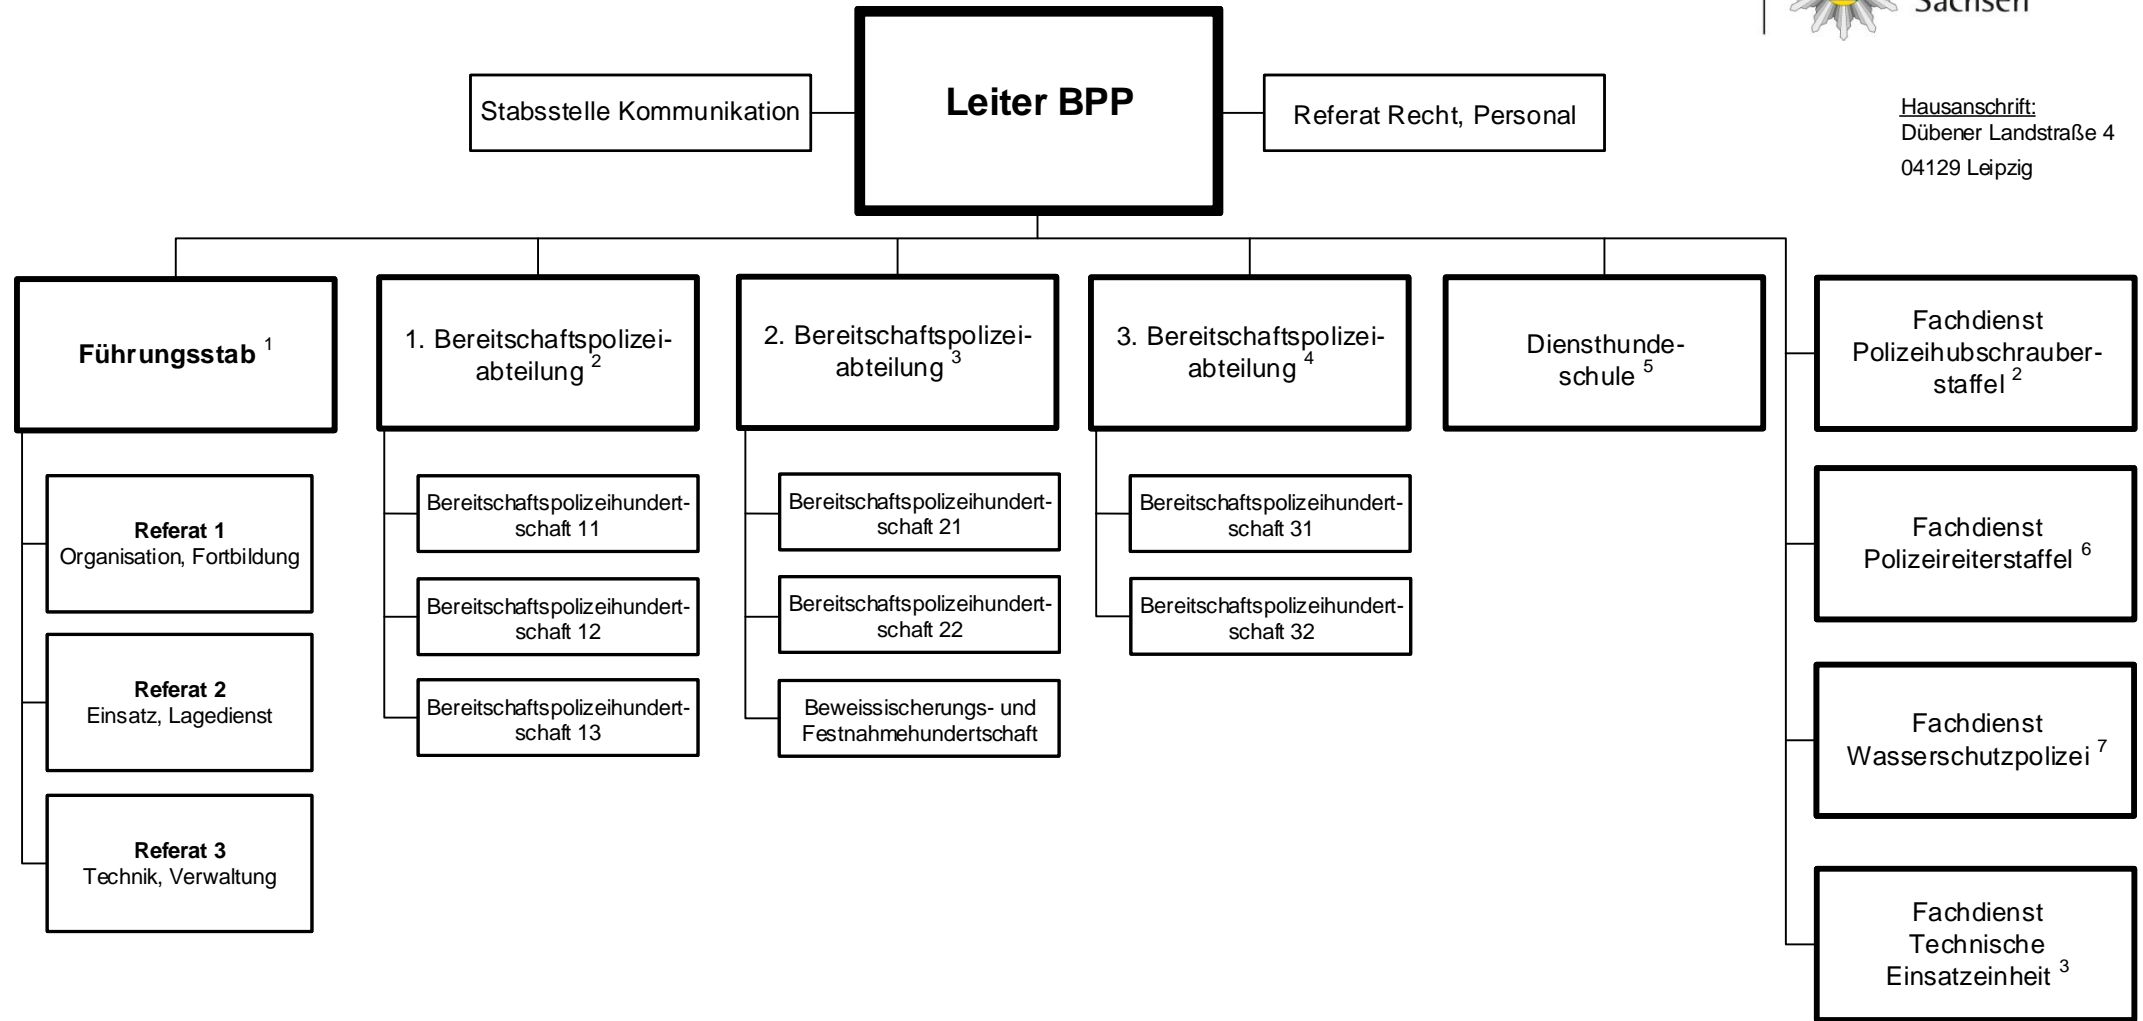 Sachsen
Leiter BPP
Stabsstelle Kommunikation
Referat Recht, Personal
Hausanschrift:
Dübener Landstraße 4
04129 Leipzig
Führungsstab 1
1. Bereitschaftspolizei-
abteilung 2
2. Bereitschaftspolizei-
abteilung 3
3. Bereitschaftspolizei-
abteilung 4
Diensthunde-
schule 5
Fachdienst
Polizeihubschrauber-
staffel 2
Referat 1
Organisation, Fortbildung
Referat 2
Einsatz, Lagedienst
Referat 3
Technik, Verwaltung
Bereitschaftspolizeihundert-
schaft 11
Bereitschaftspolizeihundert-
schaft 12
Bereitschaftspolizeihundert-
schaft 13
Bereitschaftspolizeihundert-
schaft 21
Bereitschaftspolizeihundert-
schaft 22
Beweissischerungs- und
Festnahmehundertschaft
Bereitschaftspolizeihundert-
schaft 31
Bereitschaftspolizeihundert-
schaft 32
Fachdienst
Polizeireiterstaffel 6
Fachdienst
Wasserschutzpolizei 7
Fachdienst
Technische
Einsatzeinheit 3